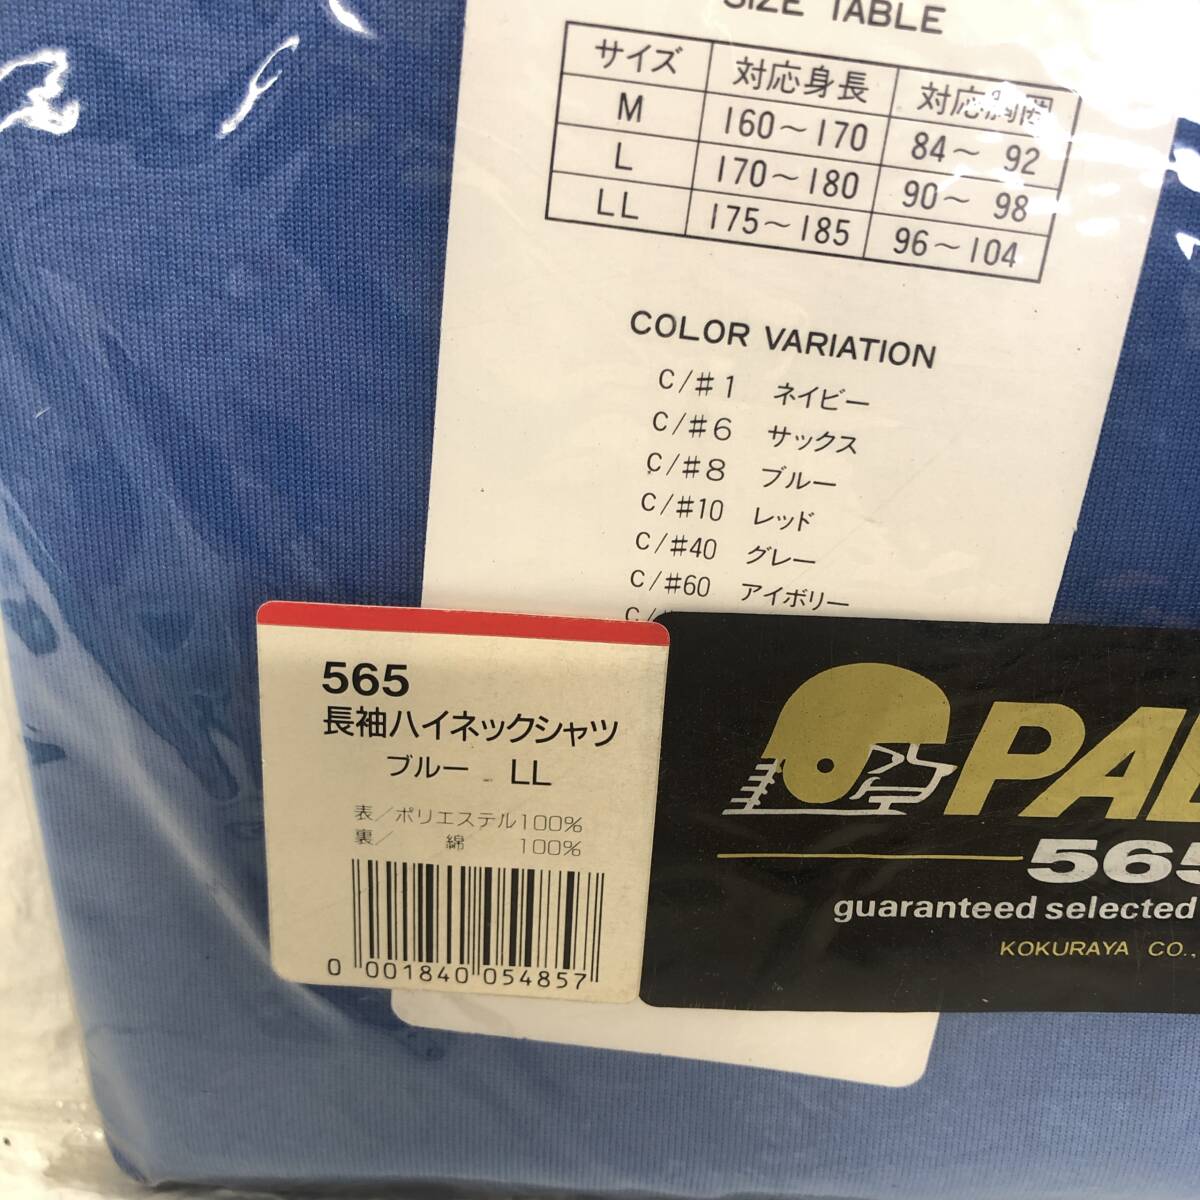 SIZE TABLE
サイズ 対応身長 対応胸囲
M 160～170 84～ 92
L 170～180 90～ 98
LL 175～185 96～104
COLOR VARIATION
C/#1 ネイビー
C/#6 サックス
C/#8 ブルー
C/#10 レッド
C/#40 グレー
C/#60 アイボリー
565
長袖ハイネックシャツ
ブルー LL
表/ポリエステル100%
裏/ 綿 100%
0 001840 054857
565
guaranteed selected
KOKURAYA CO.,